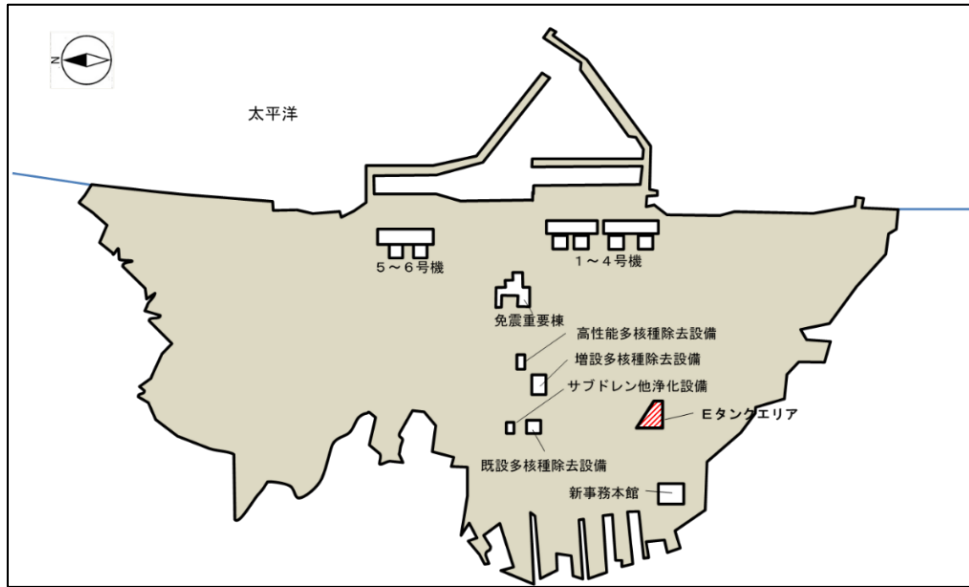 N
太平洋
5~6号機
1~4号機
免震重要棟
高性能多核種除去設備
増設多核種除去設備
サブドレン他浄化設備
Eタンクエリア
既設多核種除去設備
新事務本館